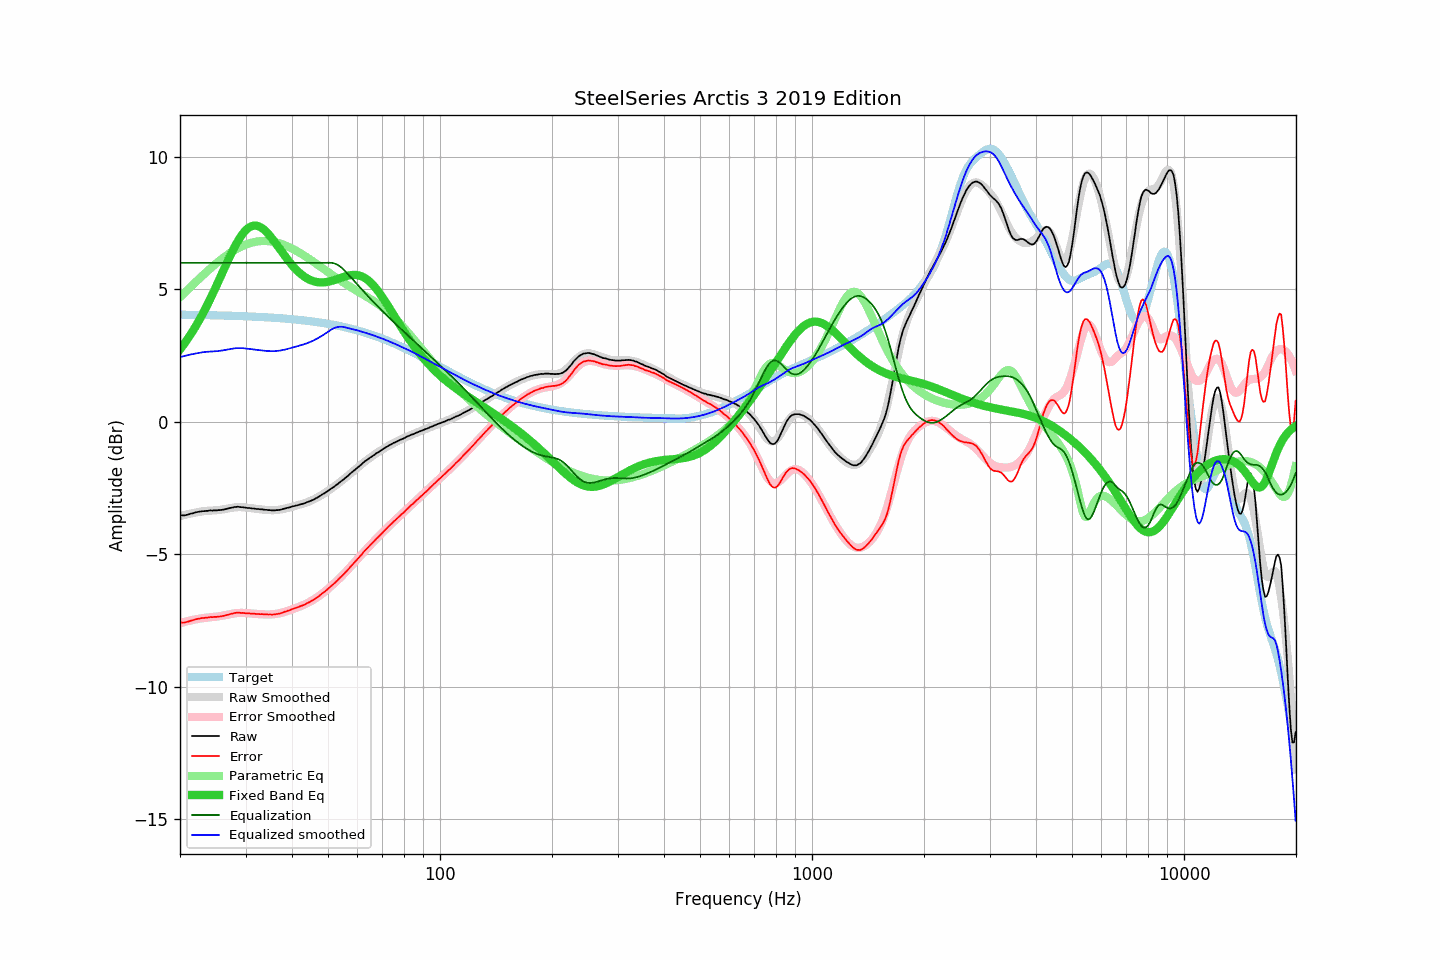 SteelSeries Arctis 3 2019 Edition
10
5
0
−5
−10
−15
Amplitude (dBr)
Target
Raw Smoothed
Error Smoothed
Raw
Error
Parametric Eq
Fixed Band Eq
Equalization
Equalized smoothed
100
1000
10000
Frequency (Hz)